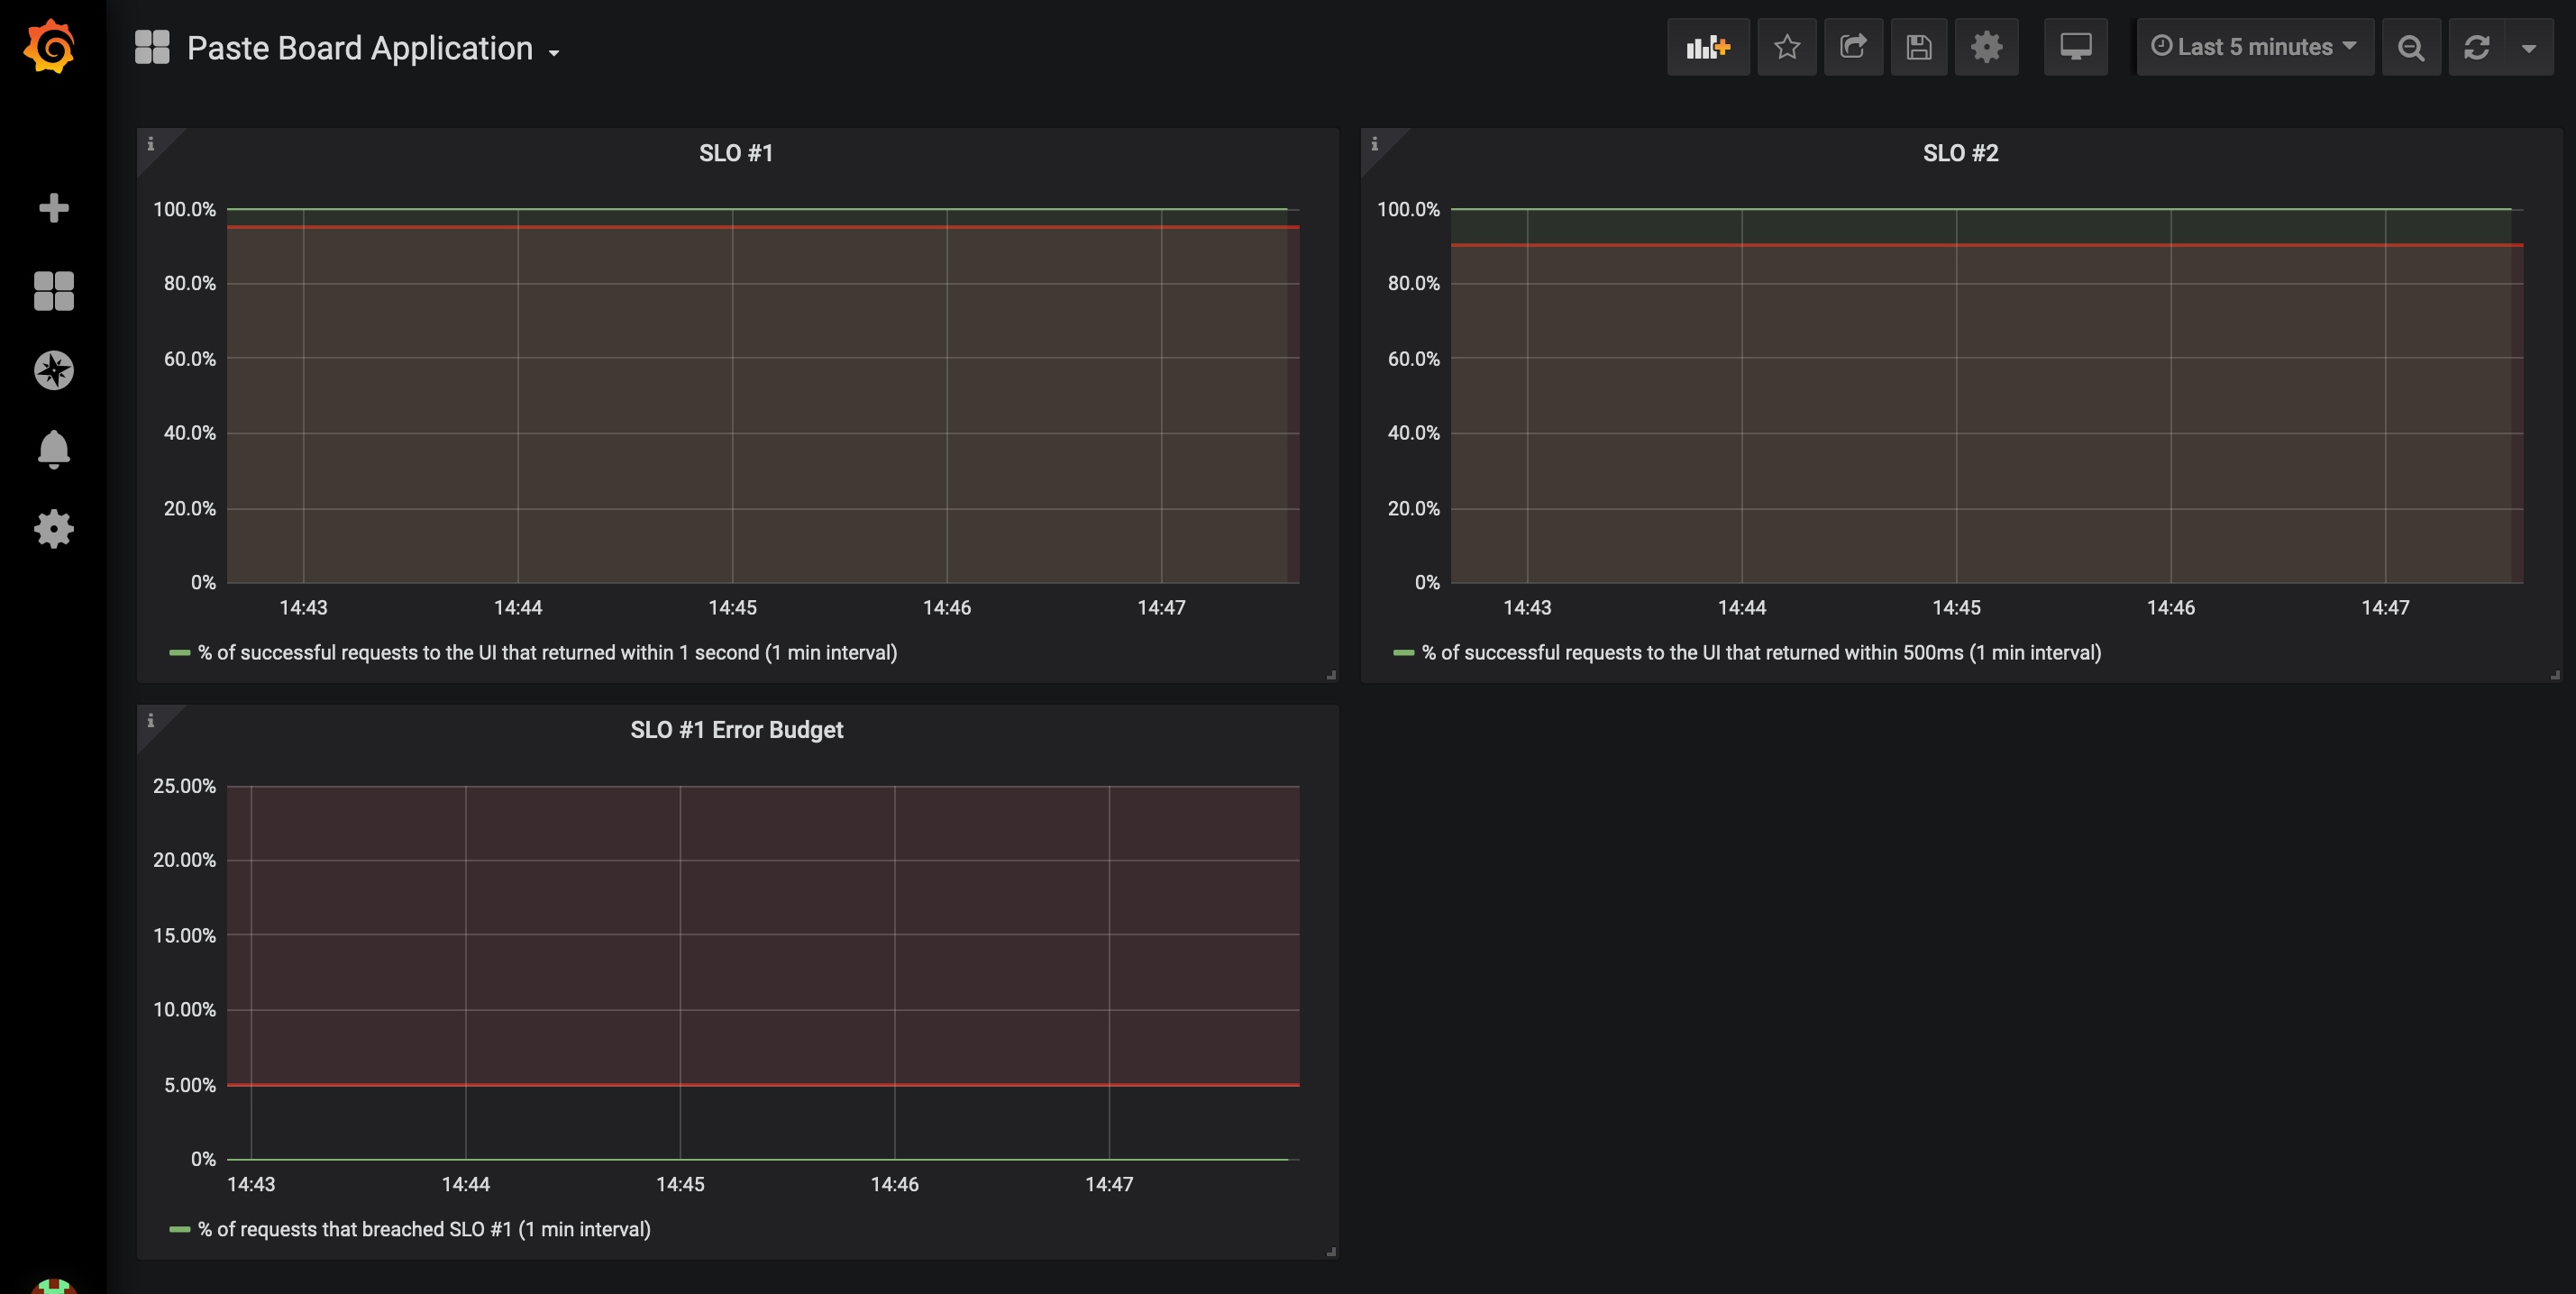 Paste Board Application
Last 5 minutes
SLO #1
100.0%
80.0%
60.0%
40.0%
20.0%
0%
14:43 14:44 14:45 14:46 14:47
% of successful requests to the UI that returned within 1 second (1 min interval)
SLO #2
100.0%
80.0%
60.0%
40.0%
20.0%
0%
14:43 14:44 14:45 14:46 14:47
% of successful requests to the UI that returned within 500ms (1 min interval)
SLO #1 Error Budget
25.00%
20.00%
15.00%
10.00%
5.00%
0%
14:43 14:44 14:45 14:46 14:47
% of requests that breached SLO #1 (1 min interval)